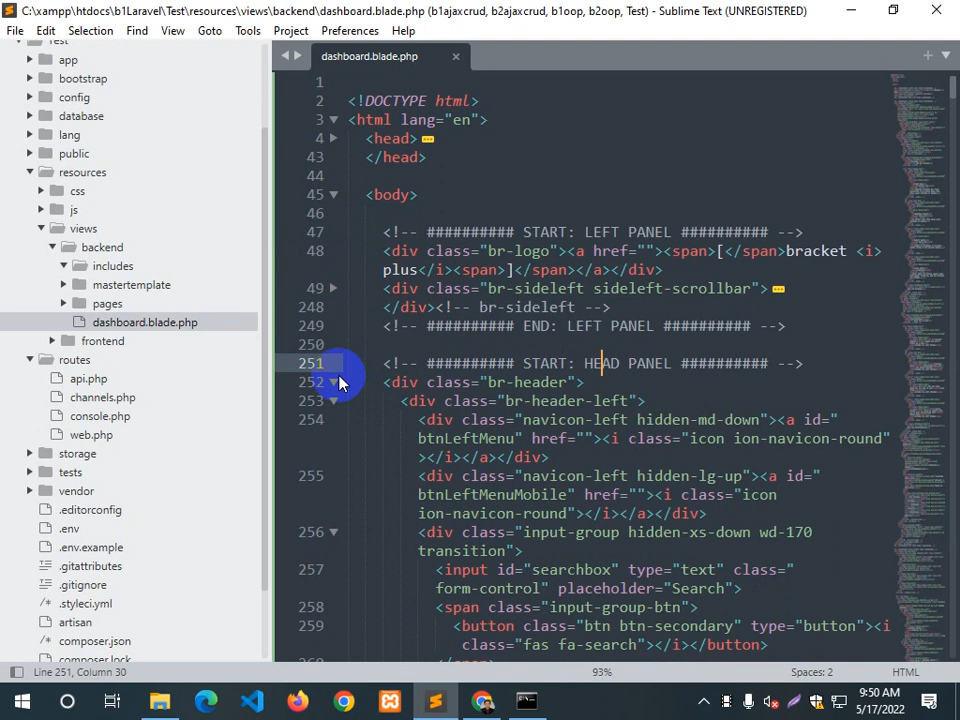 C:\xampp\htdocs\b1Laravel\Test\resources\views\backend\dashboard.blade.php (b1ajaxcrud, b2ajaxcrud, b1oop, b2oop, Test) - Sublime Text (UNREGISTERED)
File Edit Selection Find View Goto Tools Project Preferences Help
Test
app
bootstrap
config
database
lang
public
resources
css
js
views
backend
includes
mastertemplate
pages
dashboard.blade.php
frontend
routes
api.php
channels.php
console.php
web.php
storage
tests
vendor
.editorconfig
.env
.env.example
.gitattributes
.gitignore
.styleci.yml
artisan
composer.json
composer.lock
dashboard.blade.php
1
2 <!DOCTYPE html>
3 <html lang="en">
4 <head>
43 </head>
44
45 <body>
46
47 <!-- ########## START: LEFT PANEL ########## -->
48 <div class="br-logo"><a href=""><span>[</span>bracket <i>
plus</i><span>]</span></a></div>
49 <div class="br-sideleft sideleft-scrollbar">
248 </div><!-- br-sideleft -->
249 <!-- ########## END: LEFT PANEL ########## -->
250
251 <!-- ########## START: HEAD PANEL ########## -->
252 <div class="br-header">
253 <div class="br-header-left">
254 <div class="navicon-left hidden-md-down"><a id="
btnLeftMenu" href=""><i class="icon ion-navicon-round"
></i></a></div>
255 <div class="navicon-left hidden-lg-up"><a id="
btnLeftMenuMobile" href=""><i class="icon
ion-navicon-round"></i></a></div>
256 <div class="input-group hidden-xs-down wd-170
transition">
257 <input id="searchbox" type="text" class="
form-control" placeholder="Search">
258 <span class="input-group-btn">
259 <button class="btn btn-secondary" type="button"><i
class="fas fa-search"></i></button>
260 </span>
Line 251, Column 30
93%
Spaces: 2
HTML
9:50 AM
5/17/2022